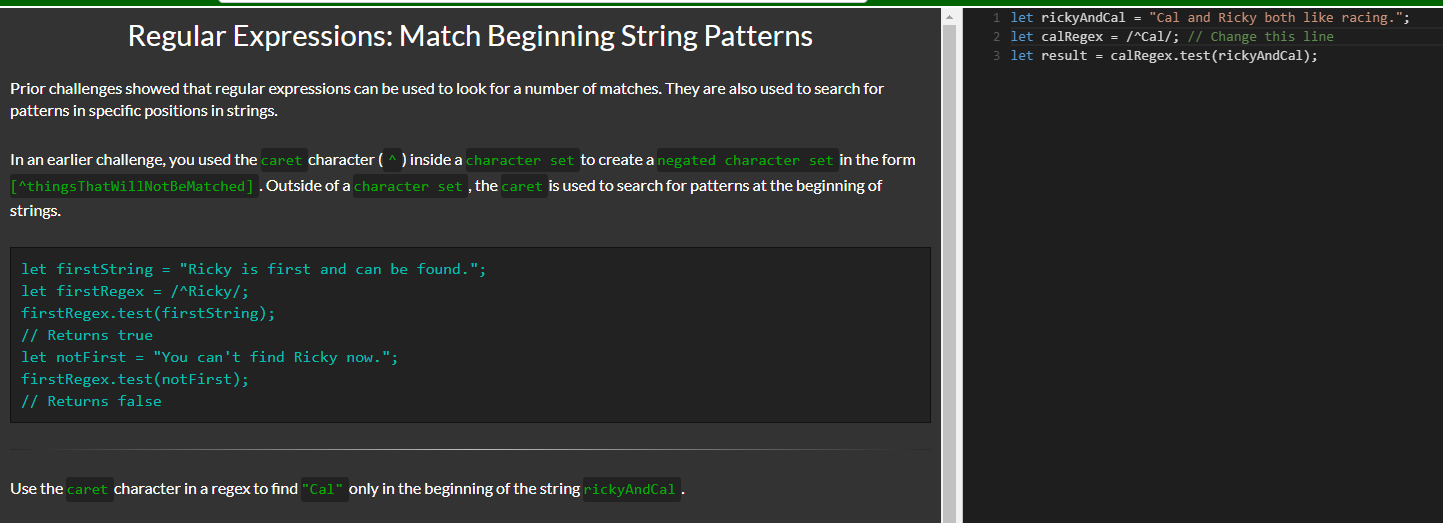 Regular Expressions: Match Beginning String Patterns
Prior challenges showed that regular expressions can be used to look for a number of matches. They are also used to search for
patterns in specific positions in strings.
In an earlier challenge, you used the caret character ( ^ ) inside a character set to create a negated character set in the form
[^thingsThatWillNotBeMatched] . Outside of a character set , the caret is used to search for patterns at the beginning of
strings.
let firstString = "Ricky is first and can be found.";
let firstRegex = /^Ricky/;
firstRegex.test(firstString);
// Returns true
let notFirst = "You can't find Ricky now.";
firstRegex.test(notFirst);
// Returns false
Use the caret character in a regex to find "Cal" only in the beginning of the string rickyAndCal .
1 let rickyAndCal = "Cal and Ricky both like racing.";
2 let calRegex = /^Cal/; // Change this line
3 let result = calRegex.test(rickyAndCal);